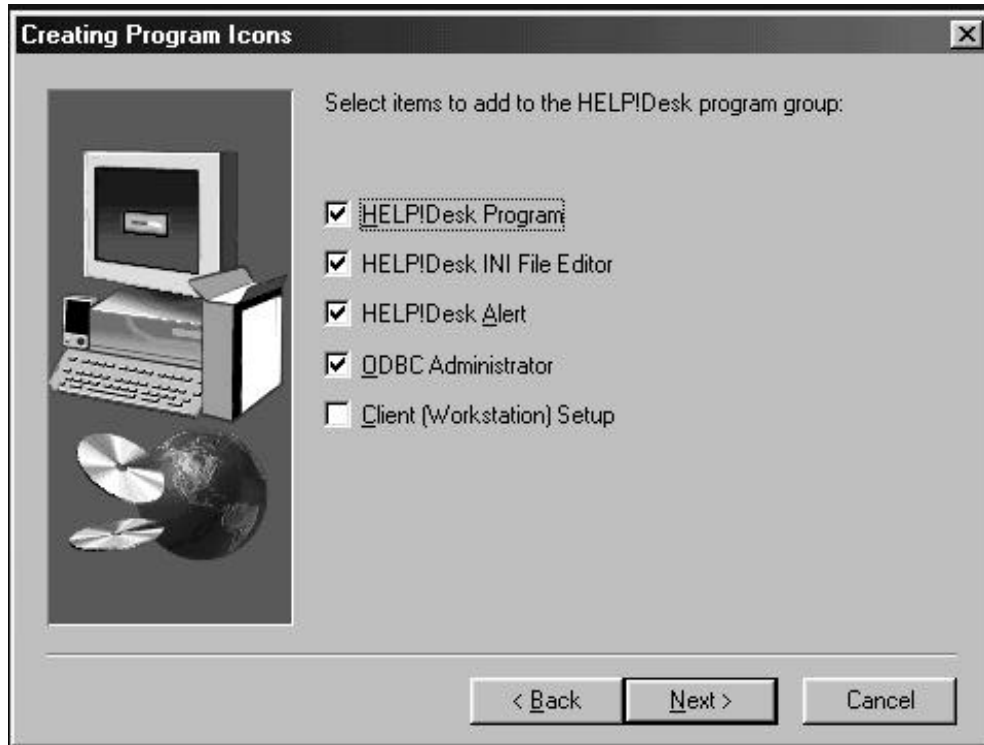 Creating Program Icons
Select items to add to the HELP!Desk program group:
HELP!Desk Program
HELP!Desk INI File Editor
HELP!Desk Alert
ODBC Administrator
Client (Workstation) Setup
< Back
Next >
Cancel